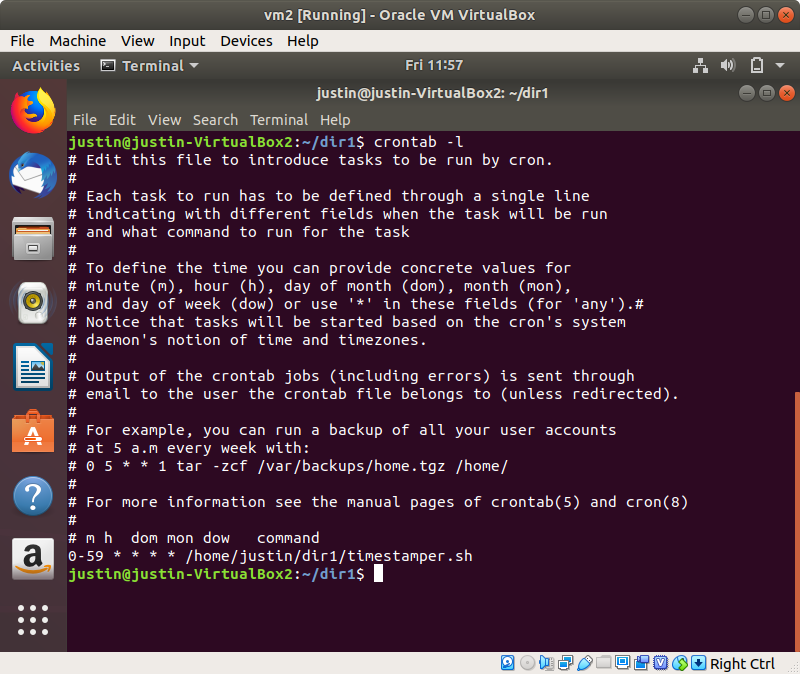 vm2 [Running] - Oracle VM VirtualBox
File Machine View Input Devices Help
Activities Terminal Fri 11:57
justin@justin-VirtualBox2: ~/dir1
File Edit View Search Terminal Help
justin@justin-VirtualBox2:~/dir1$ crontab -l
# Edit this file to introduce tasks to be run by cron.
#
# Each task to run has to be defined through a single line
# indicating with different fields when the task will be run
# and what command to run for the task
#
# To define the time you can provide concrete values for
# minute (m), hour (h), day of month (dom), month (mon),
# and day of week (dow) or use '*' in these fields (for 'any').#
# Notice that tasks will be started based on the cron's system
# daemon's notion of time and timezones.
#
# Output of the crontab jobs (including errors) is sent through
# email to the user the crontab file belongs to (unless redirected).
#
# For example, you can run a backup of all your user accounts
# at 5 a.m every week with:
# 0 5 * * 1 tar -zcf /var/backups/home.tgz /home/
#
# For more information see the manual pages of crontab(5) and cron(8)
#
# m h  dom mon dow   command
0-59 * * * * /home/justin/dir1/timestamper.sh
justin@justin-VirtualBox2:~/dir1$
Right Ctrl